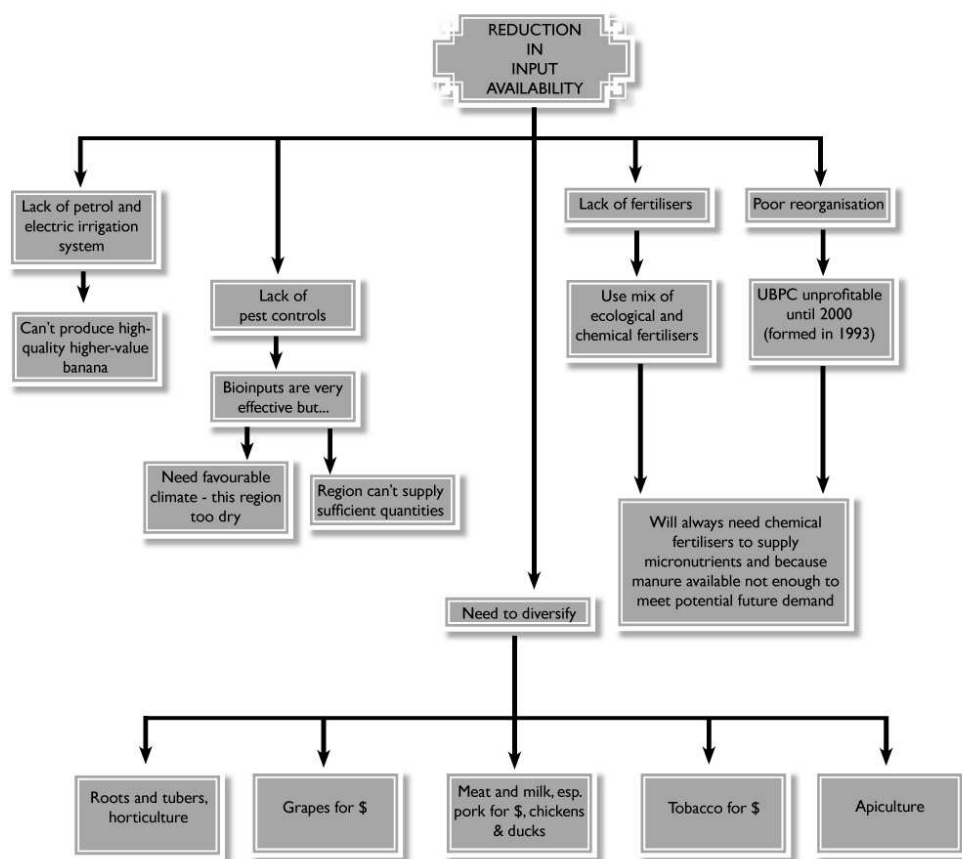 REDUCTION
IN
INPUT
AVAILABILITY
Lack of petrol and
electric irrigation
system
Lack of fertilisers
Poor reorganisation
Lack of
pest controls
Use mix of
ecological and
chemical fertilisers
UBPC unprofitable
until 2000
(formed in 1993)
Can't produce high-
quality higher-value
banana
Bioinputs are very
effective but...
Need favourable
climate - this region
too dry
Region can't supply
sufficient quantities
Will always need chemical
fertilisers to supply
micronutrients and because
manure available not enough to
meet potential future demand
Need to diversify
Roots and tubers,
horticulture
Grapes for $
Meat and milk, esp.
pork for $, chickens
& ducks
Tobacco for $
Apiculture